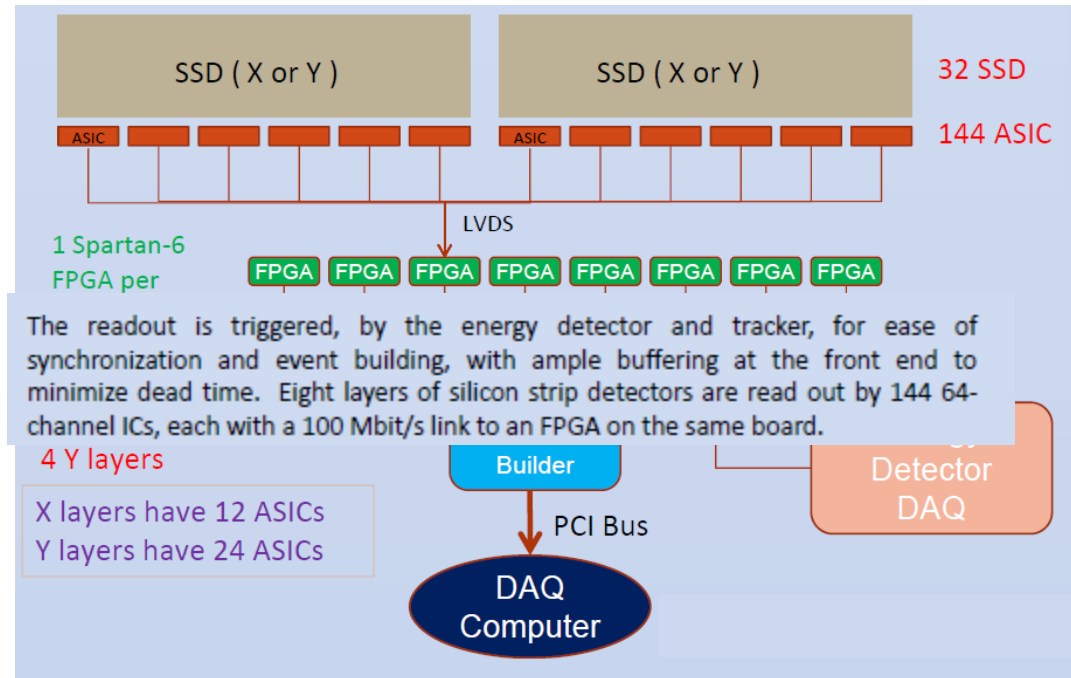 SSD ( X or Y )
SSD ( X or Y )
32 SSD
ASIC
ASIC
144 ASIC
LVDS
1 Spartan-6
FPGA per
FPGA FPGA FPGA FPGA FPGA FPGA FPGA FPGA
The readout is triggered, by the energy detector and tracker, for ease of
synchronization and event building, with ample buffering at the front end to
minimize dead time. Eight layers of silicon strip detectors are read out by 144 64-
channel ICs, each with a 100 Mbit/s link to an FPGA on the same board.
4 Y layers
Builder
Detector
DAQ
X layers have 12 ASICs
Y layers have 24 ASICs
PCI Bus
DAQ
Computer